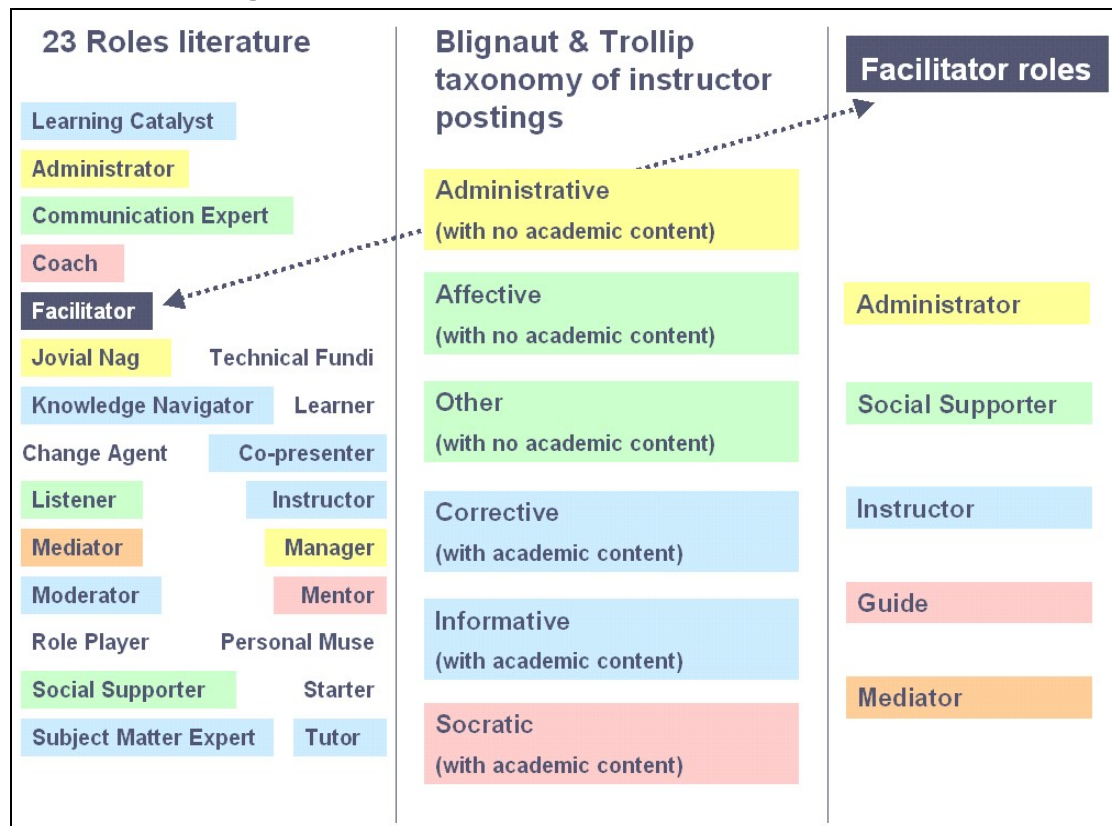 23 Roles literature
Learning Catalyst
Administrator
Communication Expert
Coach
Facilitator
Jovial Nag Technical Fundi
Knowledge Navigator Learner
Change Agent Co-presenter
Listener Instructor
Mediator Manager
Moderator Mentor
Role Player Personal Muse
Social Supporter Starter
Subject Matter Expert Tutor
Blignaut & Trollip
taxonomy of instructor
postings
Administrative
(with no academic content)
Affective
(with no academic content)
Other
(with no academic content)
Corrective
(with academic content)
Informative
(with academic content)
Socratic
(with academic content)
Facilitator roles
Administrator
Social Supporter
Instructor
Guide
Mediator